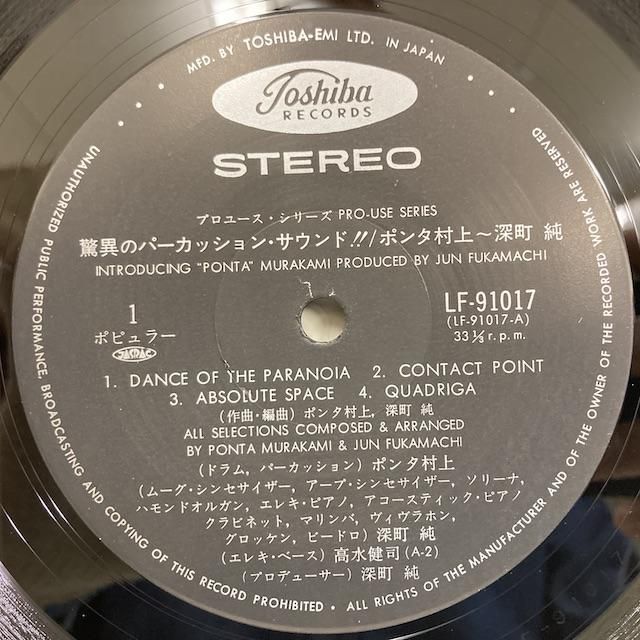 MFD. BY TOSHIBA-EMI LTD. IN JAPAN
Toshiba
RECORDS
STEREO
プロユース・シリーズ PRO-USE SERIES
驚異のパーカッション・サウンド!!/ポンタ村上~深町 純
INTRODUCING "PONTA" MURAKAMI PRODUCED BY JUN FUKAMACHI
1
ポピュラー
JASRAC
LF-91017
(LF-91017-A)
33⅓r.p.m.
1. DANCE OF THE PARANOIA 2. CONTACT POINT
3. ABSOLUTE SPACE 4. QUADRIGA
(作曲・編曲) ポンタ村上, 深町 純
ALL SELECTIONS COMPOSED & ARRANGED
BY PONTA MURAKAMI & JUN FUKAMACHI
(ドラム, パーカッション) ポンタ村上
(ムーグ・シンセサイザー, アープ・シンセサイザー, ソリーナ,
ハモンドオルガン, エレキ・ピアノ, アコースティック・ピアノ
クラビネット, マリンバ, ヴィヴラホン,
グロッケン, ビードロ) 深町 純
(エレキ・ベース) 高水健司 (A-2)
(プロデューサー) 深町 純
UNAUTHORIZED PUBLIC PERFORMANCE, BROADCASTING AND COPYING OF THIS RECORD PROHIBITED • ALL RIGHTS OF THE MANUFACTURER AND OF THE OWNER OF THE RECORDED WORK ARE RESERVED